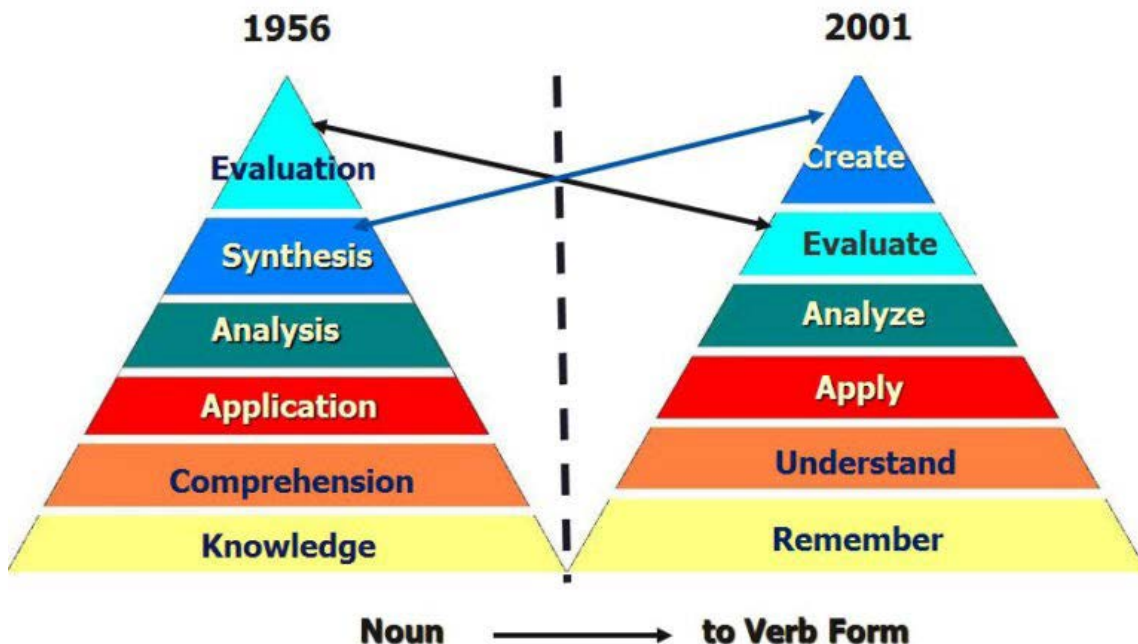 1956
2001
Evaluation
Synthesis
Analysis
Application
Comprehension
Knowledge
Create
Evaluate
Analyze
Apply
Understand
Remember
Noun to Verb Form